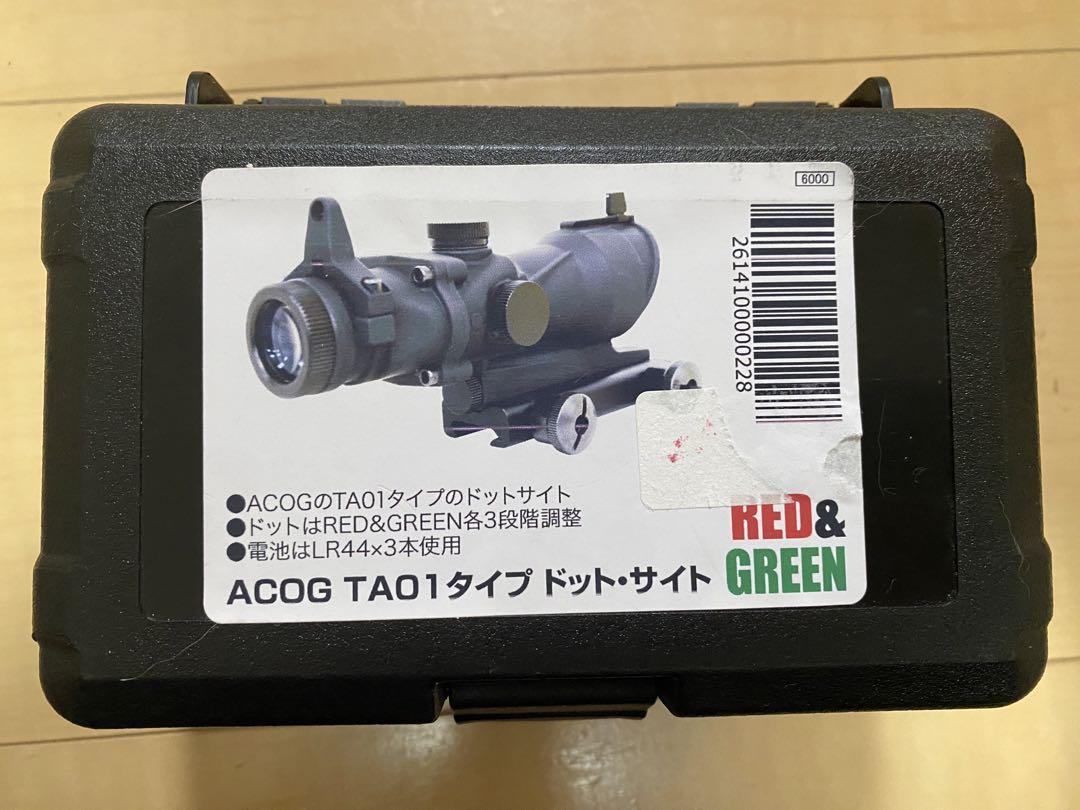 6000
2614100000228
●ACOGのTA01タイプのドットサイト
●ドットはRED&GREEN各3段階調整
●電池はLR44×3本使用
ACOG TA01タイプ ドット・サイト
RED&
GREEN